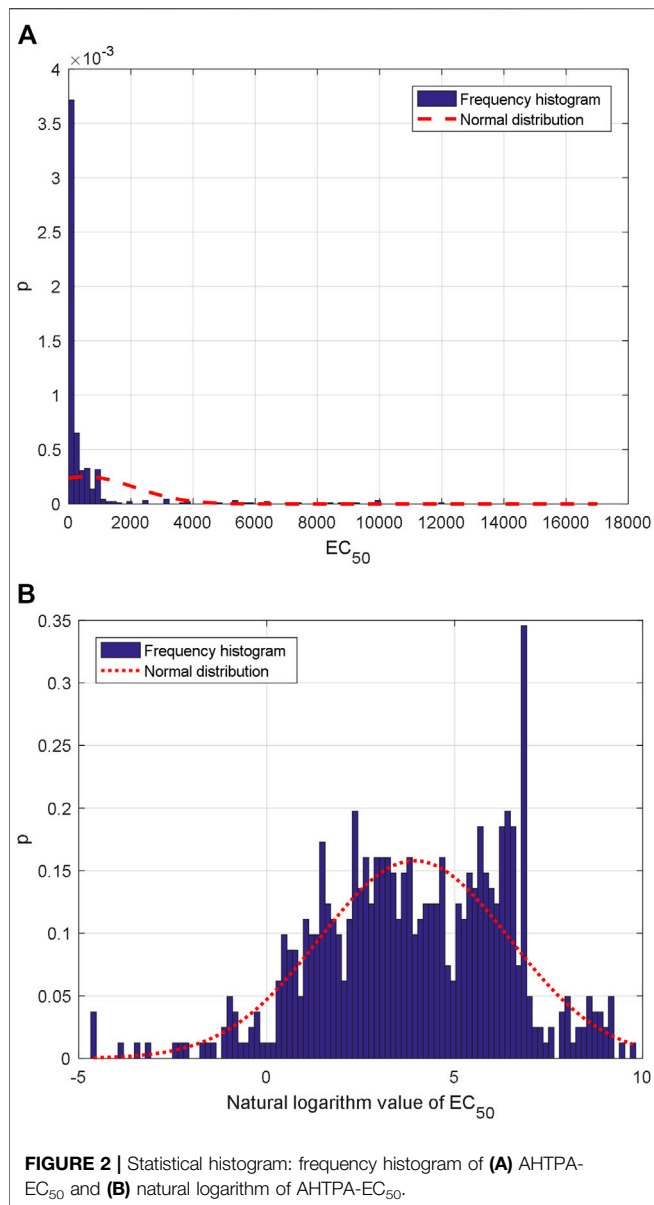 A
×10⁻³
4
3.5
3
2.5
2
1.5
1
0.5
0
p
Frequency histogram
Normal distribution
0 2000 4000 6000 8000 10000 12000 14000 16000 18000
EC₅₀
B
0.35
0.3
0.25
0.2
0.15
0.1
0.05
0
p
Frequency histogram
Normal distribution
-5 0 5 10
Natural logarithm value of EC₅₀
FIGURE 2 | Statistical histogram: frequency histogram of (A) AHTPA-
EC₅₀ and (B) natural logarithm of AHTPA-EC₅₀.